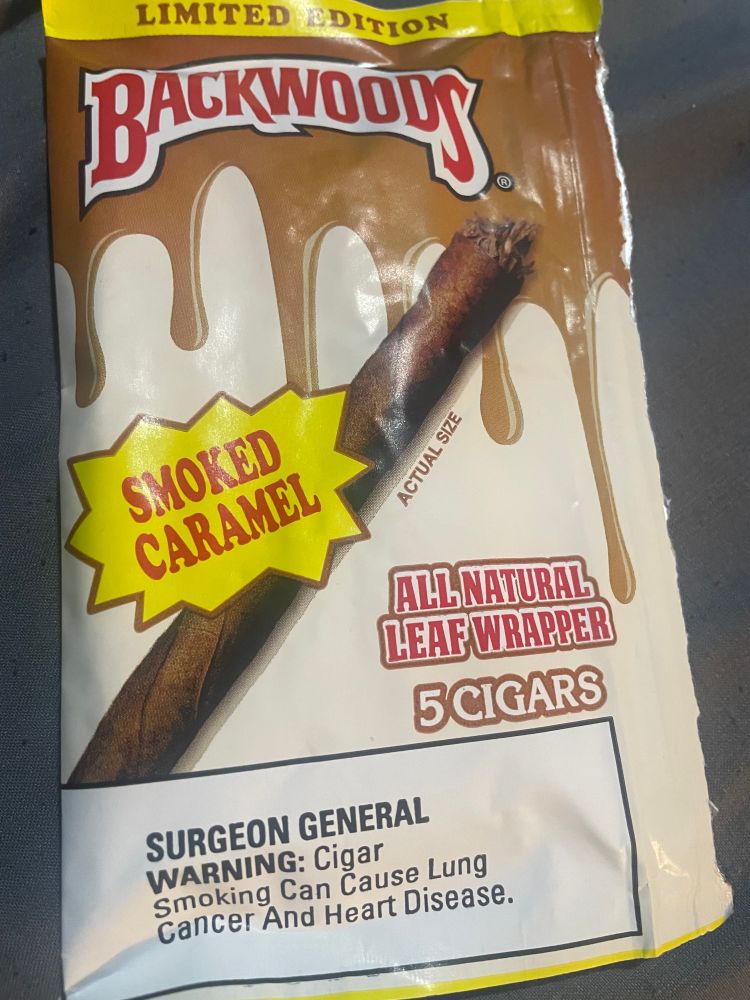 LIMITED EDITION
BACKWOODS®
ACTUAL SIZE
SMOKED
CARAMEL
ALL NATURAL
LEAF WRAPPER
5 CIGARS
SURGEON GENERAL
WARNING: Cigar
Smoking Can Cause Lung
Cancer And Heart Disease.